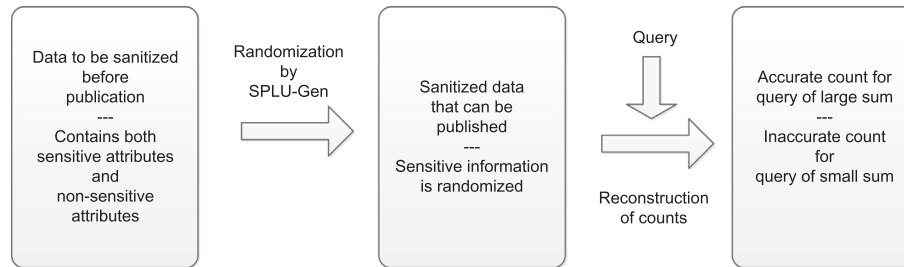 Data to be sanitized
before
publication
---
Contains both
sensitive attributes
and
non-sensitive
attributes
Randomization
by
SPLU-Gen
Sanitized data
that can be
published
---
Sensitive information
is randomized
Query
Reconstruction
of counts
Accurate count for
query of large sum
---
Inaccurate count
for
query of small sum